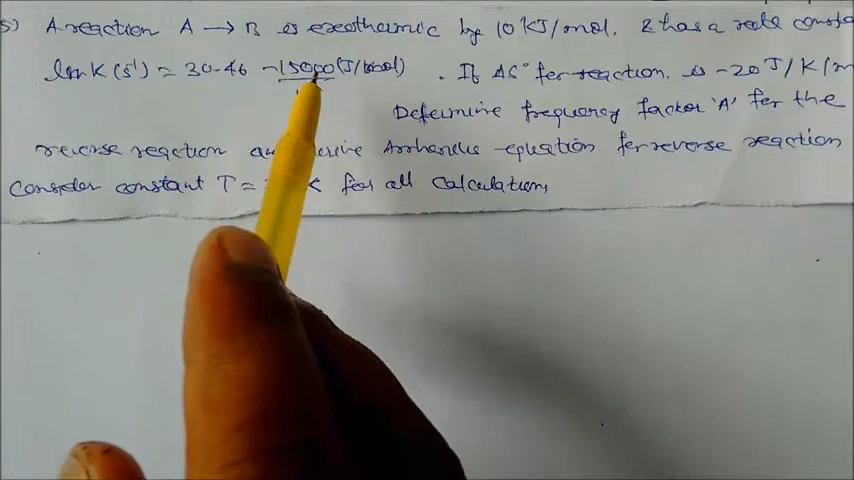 5) A reaction A → B is exothermic by 10 KJ/mol. & has a rate consta
ln K (s⁻¹) = 30.46 - 15000 (J/mol) . If ΔS° for reaction. is -20 J/K/m
Determine frequency factor 'A' for the
reverse reaction Arrhenius equation for reverse reaction
Consider constant T = K for all calculations